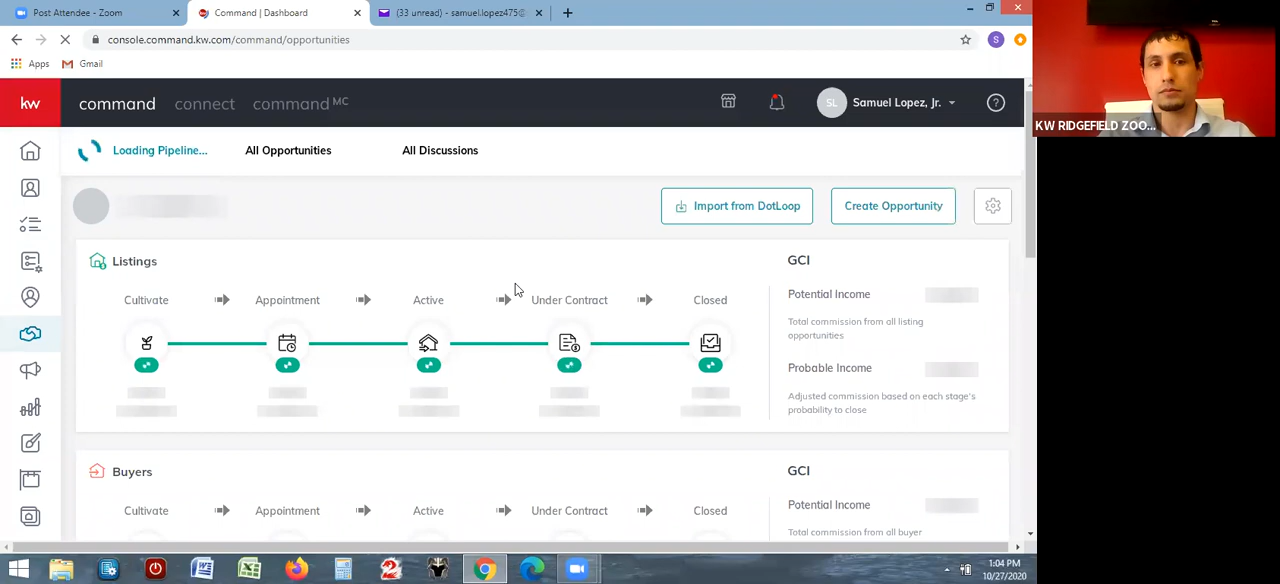 Post Attendee - Zoom
Command | Dashboard
(33 unread) - samuel.lopez475@
console.command.kw.com/command/opportunities
Apps
Gmail
kw
command
connect
command MC
SL
Samuel Lopez, Jr.
KW RIDGEFIELD ZOO...
Loading Pipeline...
All Opportunities
All Discussions
Import from DotLoop
Create Opportunity
Listings
GCI
Cultivate
Appointment
Active
Under Contract
Closed
Potential Income
Total commission from all listing
opportunities
Probable Income
Adjusted commission based on each stage's
probability to close
Buyers
GCI
Cultivate
Appointment
Active
Under Contract
Closed
Potential Income
Total commission from all buyer
1:04 PM
10/27/2020